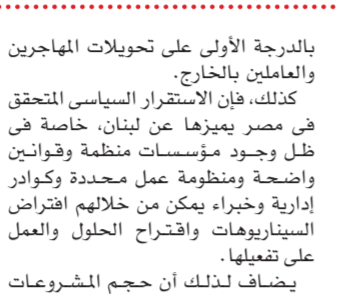 بالدرجة الأولى على تحويلات المهاجرين
والعاملين بالخارج.
كذلك، فإن الاستقرار السياسى المتحقق
فى مصر يميزها عن لبنان، خاصة فى
ظل وجود مؤسسات منظمة وقوانين
واضحة ومنظومة عمل محددة وكوادر
إدارية وخبراء يمكن من خلالهم افتراض
السيناريوهات واقتراح الحلول والعمل
على تفعيلها.
يضاف لذلك أن حجم المشروعات